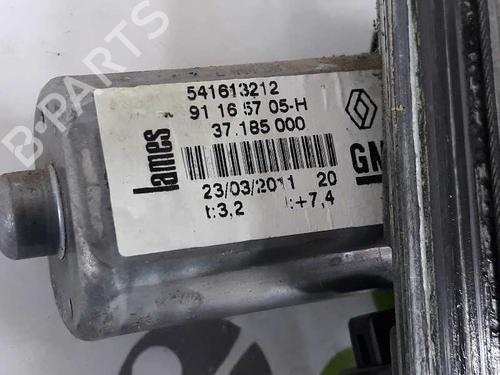 B-PARTS
lames
541613212
91 16 57 05-H
37.185 000
23/03/2011 20
t:3,2 I:+7,4
GM